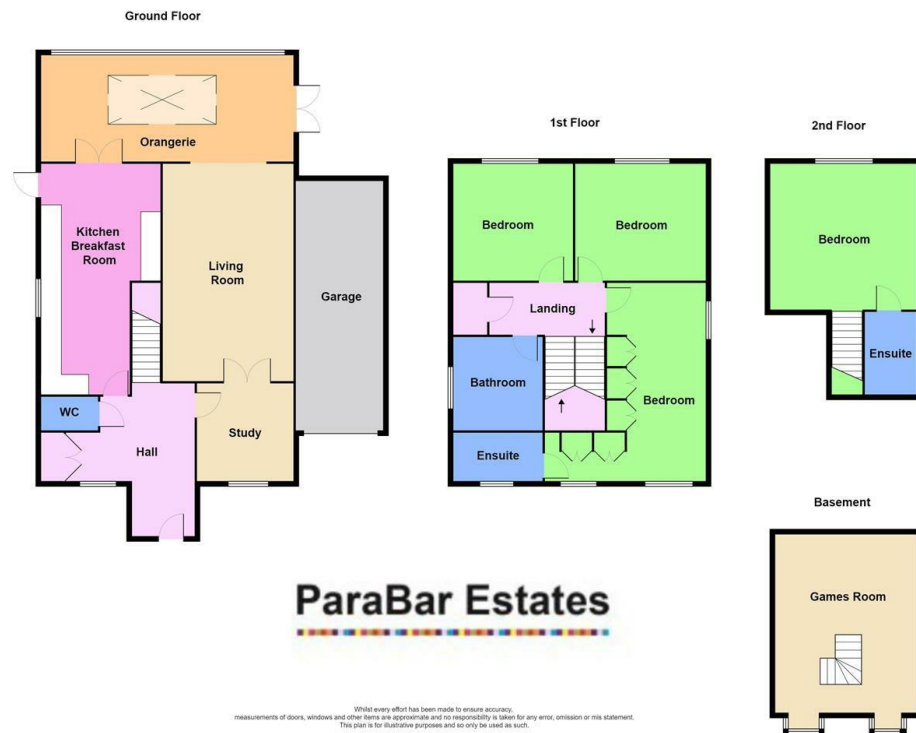 Ground Floor
Orangerie
Kitchen
Breakfast
Room
Living
Room
Garage
WC
Hall
Study
1st Floor
Bedroom
Bedroom
Landing
Bathroom
Bedroom
Ensuite
2nd Floor
Bedroom
Ensuite
Basement
Games Room
ParaBar Estates
Whilst every effort has been made to ensure accuracy,
measurements of doors, windows and other items are approximate and no responsibility is taken for any error, omission or mis statement.
This plan is for illustrative purposes and so only be used as such.